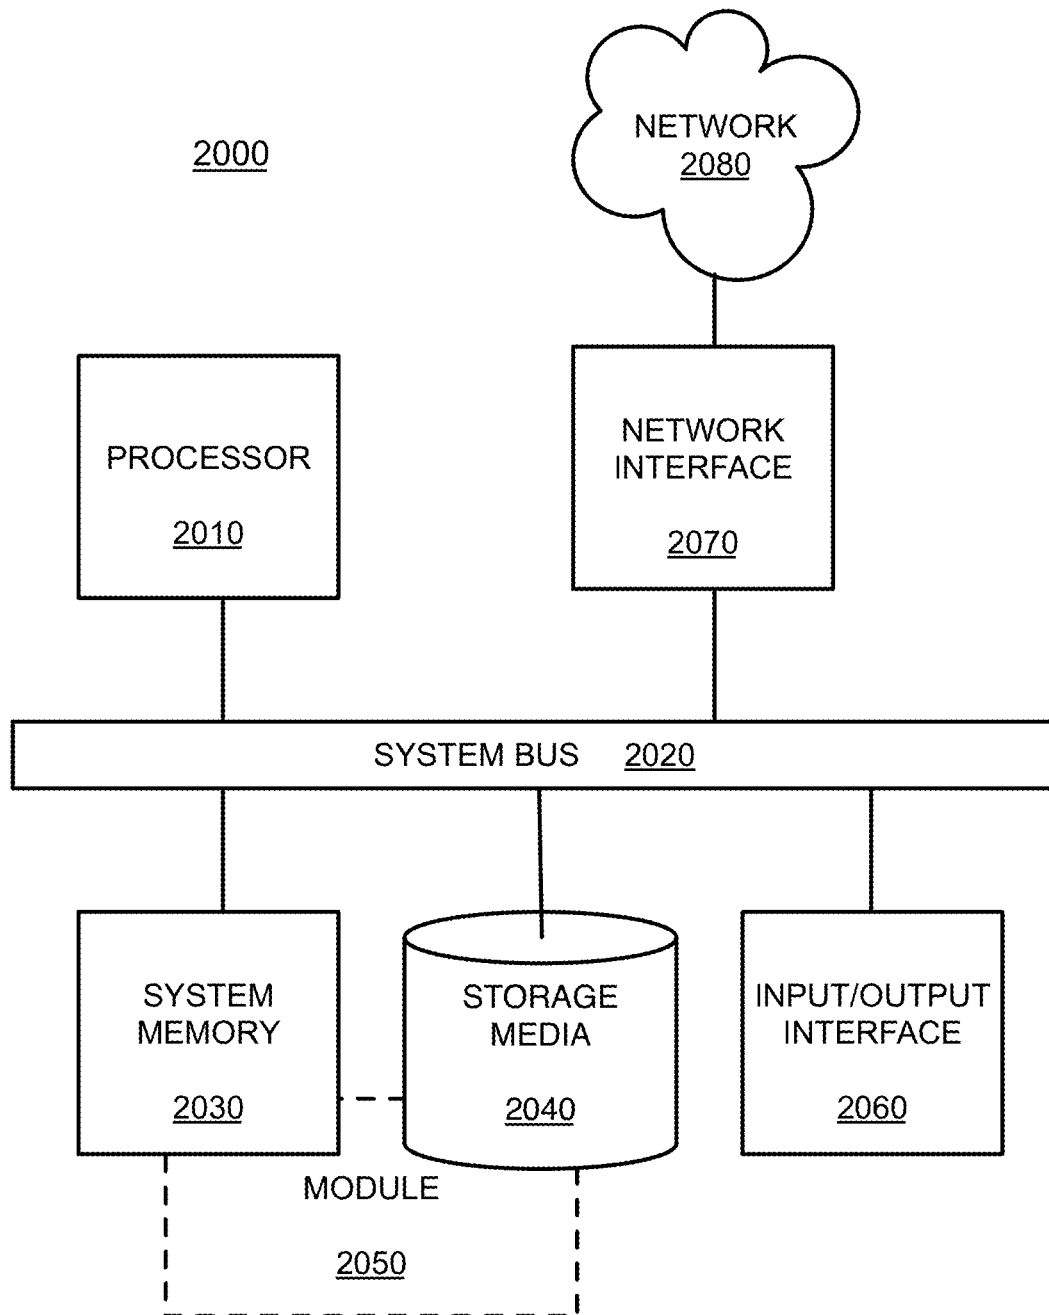 2000
NETWORK
2080
PROCESSOR
2010
NETWORK
INTERFACE
2070
SYSTEM BUS 2020
SYSTEM
MEMORY
2030
STORAGE
MEDIA
2040
INPUT/OUTPUT
INTERFACE
2060
MODULE
2050